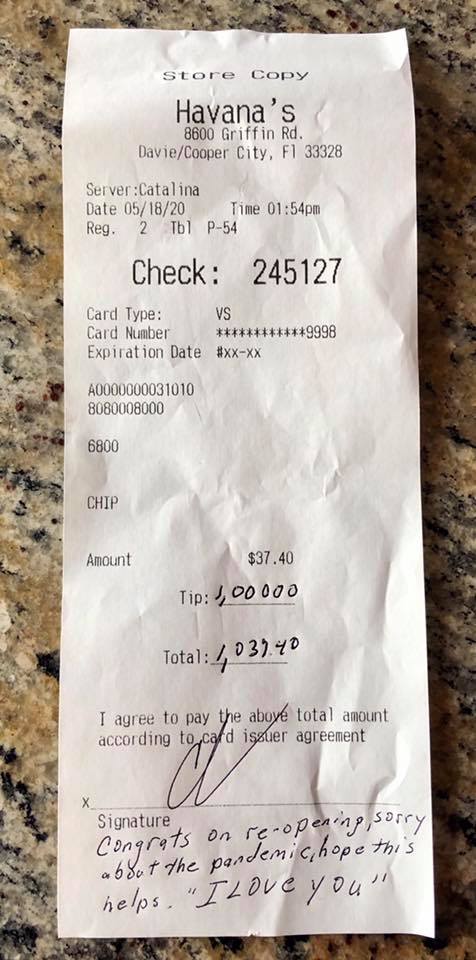 Store Copy
Havana's
8600 Griffin Rd.
Davie/Cooper City, Fl 33328
Server:Catalina
Date 05/18/20 Time 01:54pm
Reg. 2 Tbl P-54
Check: 245127
Card Type: VS
Card Number ************9998
Expiration Date #xx-xx
A0000000031010
8080008000
6800
CHIP
Amount $37.40
Tip: 1,00000
Total: 1,037.40
I agree to pay the above total amount
according to card issuer agreement
X
Signature
Congrats on re-opening, sorry
about the pandemic, hope this
helps. "I LOVE you"